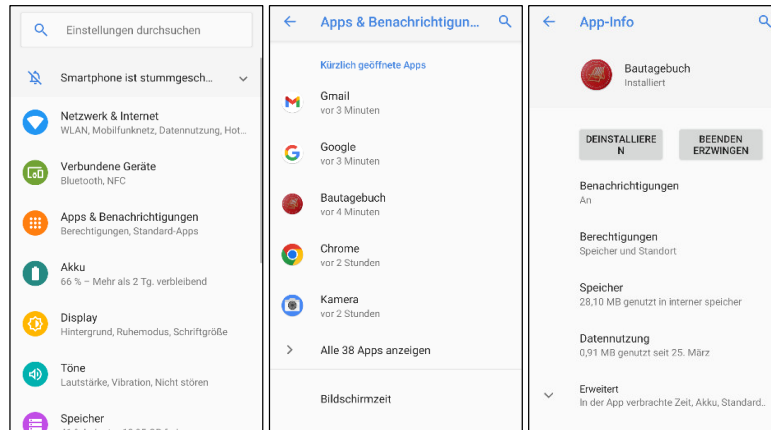 Einstellungen durchsuchen
Smartphone ist stummgesch...
Netzwerk & Internet
WLAN, Mobilfunknetz, Datennutzung, Hot...
Verbundene Geräte
Bluetooth, NFC
Apps & Benachrichtigungen
Berechtigungen, Standard-Apps
Akku
66 % – Mehr als 2 Tg. verbleibend
Display
Hintergrund, Ruhemodus, Schriftgröße
Töne
Lautstärke, Vibration, Nicht stören
Speicher
Apps & Benachrichtigun...
Kürzlich geöffnete Apps
Gmail
vor 3 Minuten
Google
vor 3 Minuten
Bautagebuch
vor 4 Minuten
Chrome
vor 2 Stunden
Kamera
vor 2 Stunden
Alle 38 Apps anzeigen
Bildschirmzeit
App-Info
Bautagebuch
Installiert
DEINSTALLIERE
N
BEENDEN
ERZWINGEN
Benachrichtigungen
An
Berechtigungen
Speicher und Standort
Speicher
28,10 MB genutzt in interner speicher
Datennutzung
0,91 MB genutzt seit 25. März
Erweitert
In der App verbrachte Zeit, Akku, Standard..